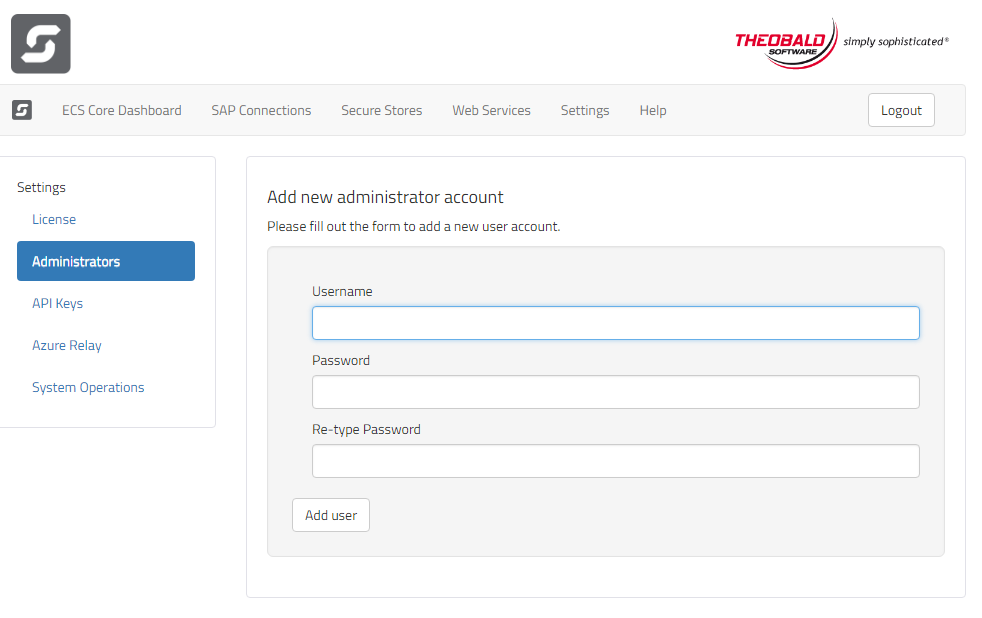 THEOBALD
SOFTWARE
simply sophisticated®
ECS Core Dashboard SAP Connections Secure Stores Web Services Settings Help Logout
Settings
License
Administrators
API Keys
Azure Relay
System Operations
Add new administrator account
Please fill out the form to add a new user account.
Username
Password
Re-type Password
Add user